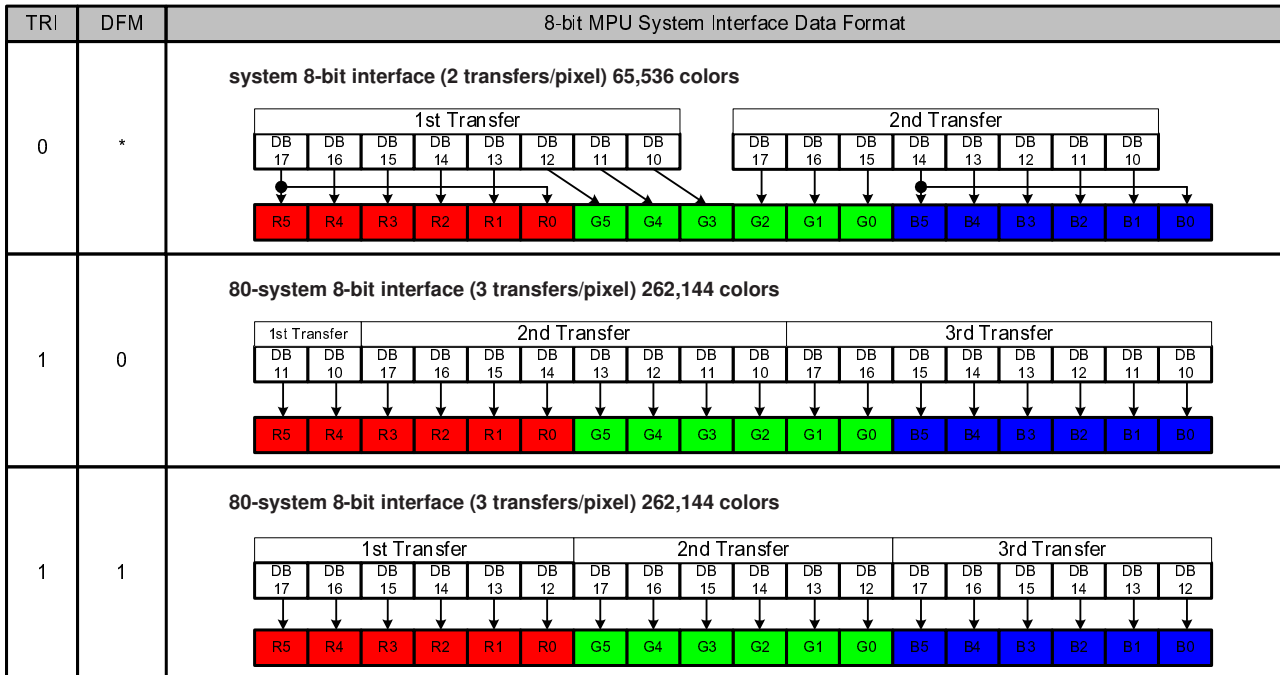 TRI DFM 8-bit MPU System Interface Data Format
system 8-bit interface (2 transfers/pixel) 65,536 colors
1st Transfer 2nd Transfer
DB DB DB DB DB DB DB DB DB DB DB DB DB DB DB DB
17 16 15 14 13 12 11 10 17 16 15 14 13 12 11 10
0 *
R5 R4 R3 R2 R1 R0 G5 G4 G3 G2 G1 G0 B5 B4 B3 B2 B1 B0
80-system 8-bit interface (3 transfers/pixel) 262,144 colors
1st Transfer 2nd Transfer 3rd Transfer
DB DB DB DB DB DB DB DB DB DB DB DB DB DB DB DB DB DB
11 10 17 16 15 14 13 12 11 10 17 16 15 14 13 12 11 10
1 0
R5 R4 R3 R2 R1 R0 G5 G4 G3 G2 G1 G0 B5 B4 B3 B2 B1 B0
80-system 8-bit interface (3 transfers/pixel) 262,144 colors
1st Transfer 2nd Transfer 3rd Transfer
DB DB DB DB DB DB DB DB DB DB DB DB DB DB DB DB DB DB
17 16 15 14 13 12 17 16 15 14 13 12 17 16 15 14 13 12
1 1
R5 R4 R3 R2 R1 R0 G5 G4 G3 G2 G1 G0 B5 B4 B3 B2 B1 B0